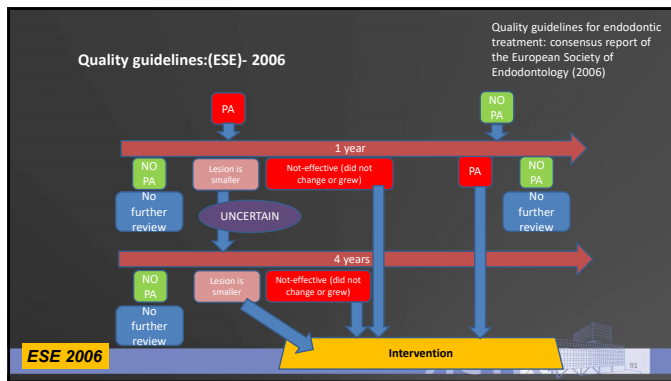 Quality guidelines for endodontic
treatment: consensus report of
the European Society of
Endodontology (2006)
Quality guidelines:(ESE)- 2006
PA
NO
PA
1 year
NO
PA
Lesion is
smaller
Not-effective (did not
change or grew)
PA
NO
PA
No
further
review
No
further
review
UNCERTAIN
4 years
NO
PA
Lesion is
smaller
Not-effective (did not
change or grew)
No
further
review
Intervention
ESE 2006
91